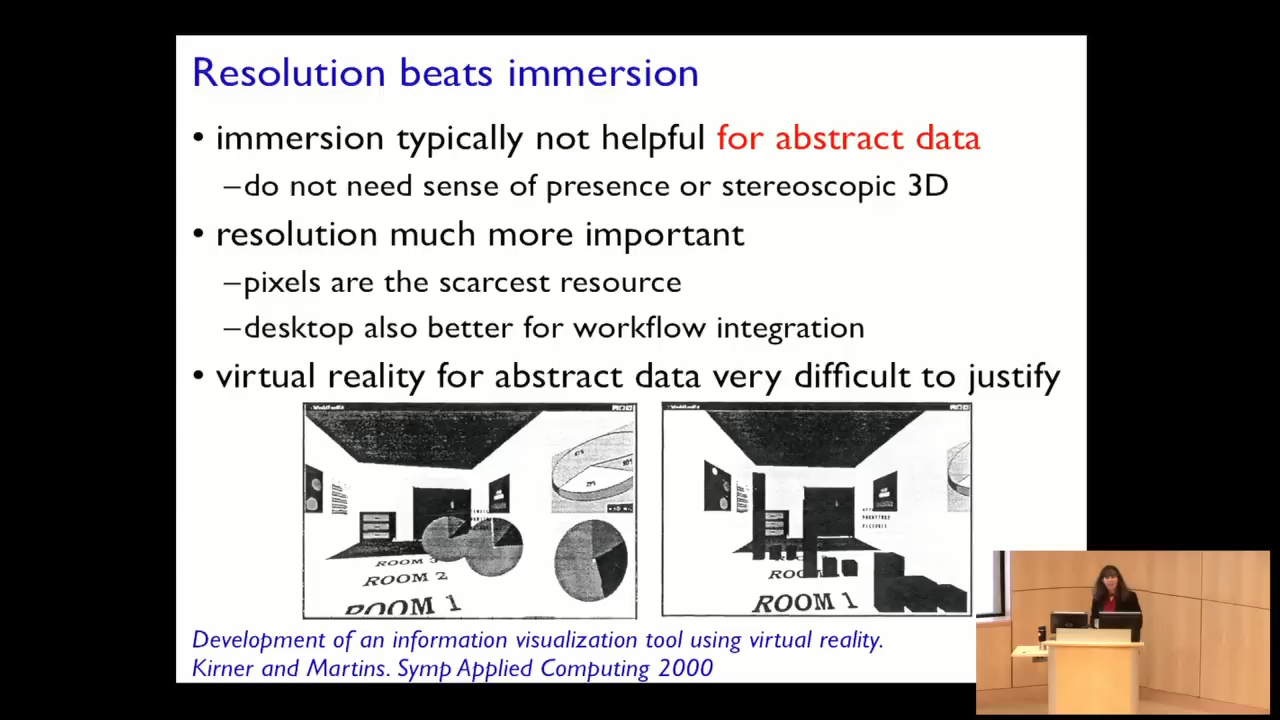 Resolution beats immersion
• immersion typically not helpful for abstract data
–do not need sense of presence or stereoscopic 3D
• resolution much more important
–pixels are the scarcest resource
–desktop also better for workflow integration
• virtual reality for abstract data very difficult to justify
ROOM 2
ROOM 1
ROOM 1
Development of an information visualization tool using virtual reality.
Kirner and Martins. Symp Applied Computing 2000